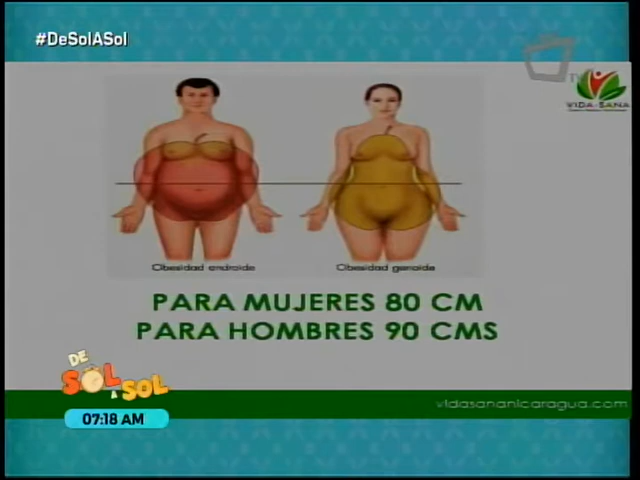 #DeSolASol
TV
VIDA SANA
Obesidad androide
Obesidad genoide
PARA MUJERES 80 CM
PARA HOMBRES 90 CMS
DE
SOL
A SOL
07:18 AM
vidasananicaragua.com